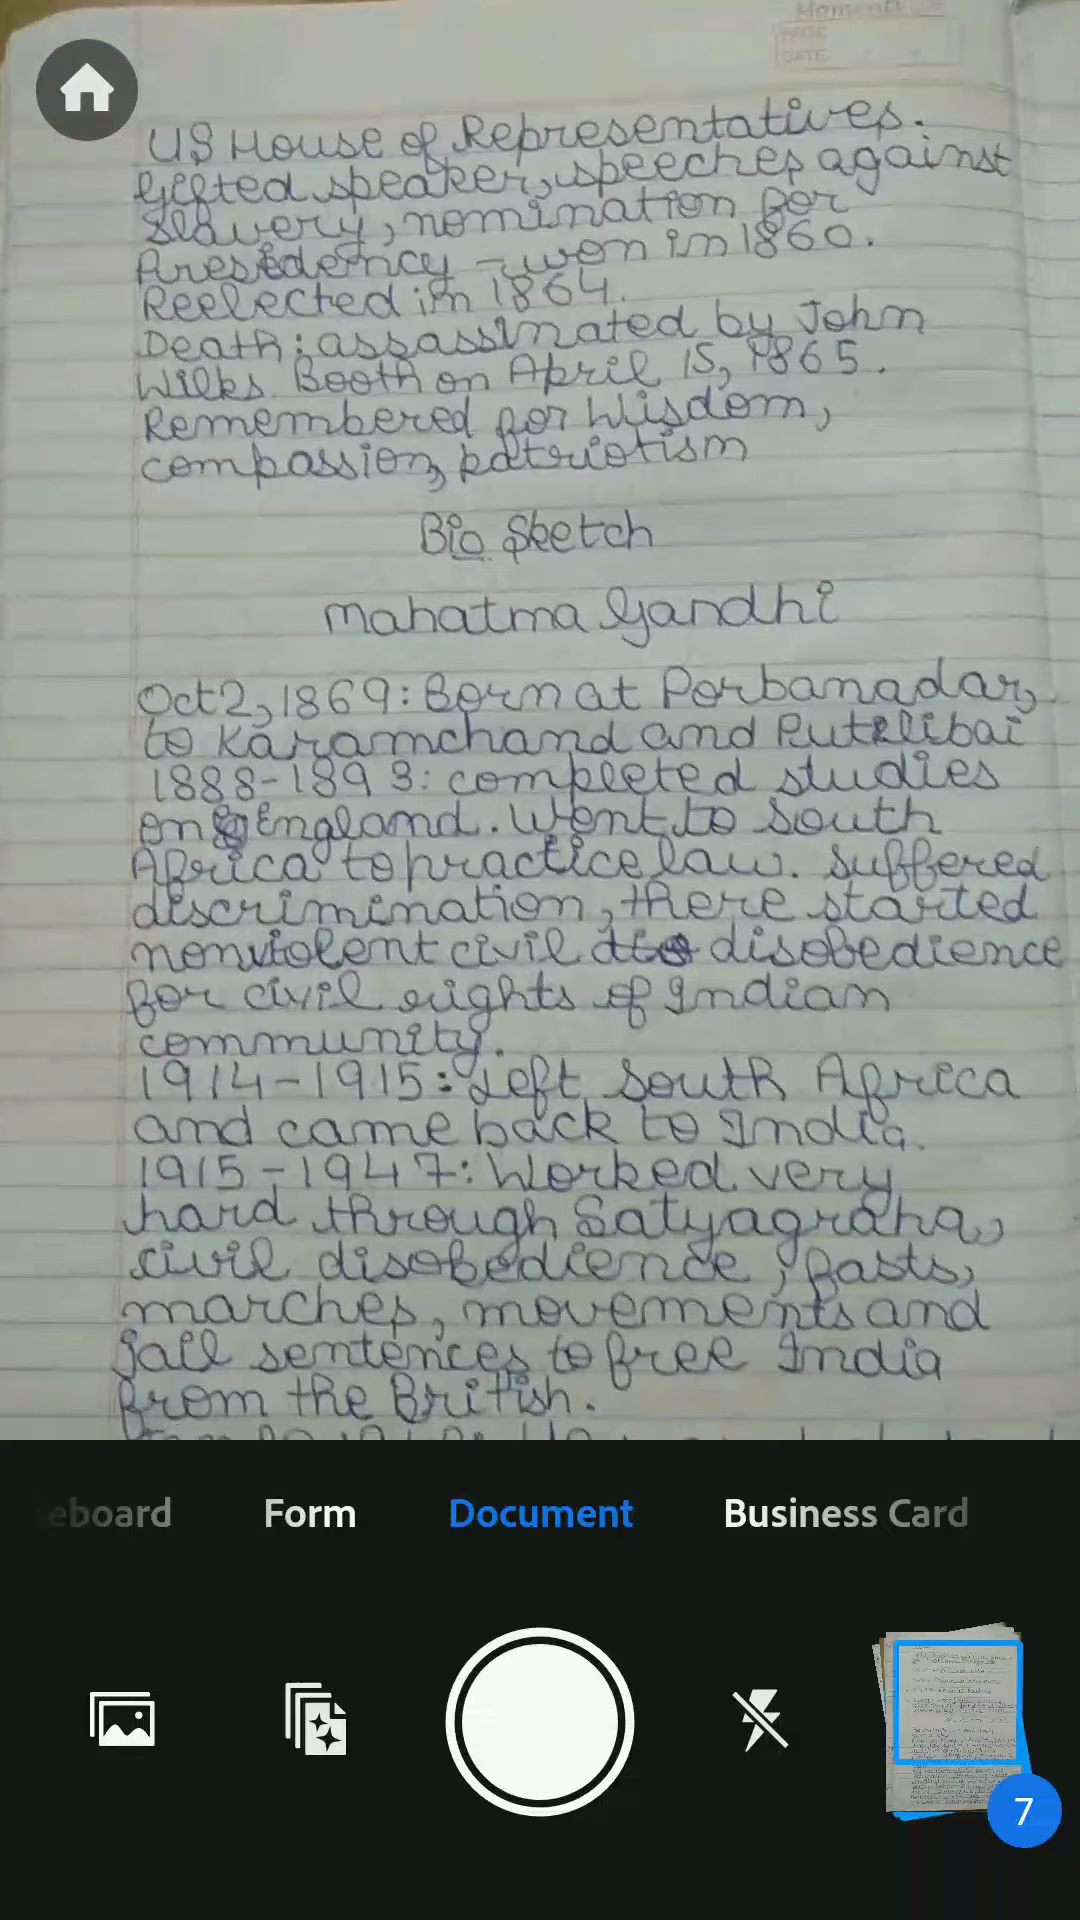 Moments
PAGE
DATE
US House of Representatives.
Gifted speaker, speeches against
slavery, nomination for
Presidency - won in 1860.
Reelected in 1864.
Death: assassinated by John
Wilks Booth on April 15, 1865.
Remembered for Wisdom,
compassion, patriotism
Bio Sketch
Mahatma Gandhi
Oct 2, 1869: Born at Porbanadar,
to Karamchand and Putlibai
1888-1893: completed studies
on England. Went to South
Africa to practice law. Suffered
discrimination, there started
nonviolent civil disobedience
for civil rights of Indian
community.
1914-1915: Left South Africa
and came back to India.
1915-1947: Worked very
hard through Satyagraha,
civil disobedience, fasts,
marches, movements and
jail sentences to free India
from the British.
eboard Form Document Business Card
7